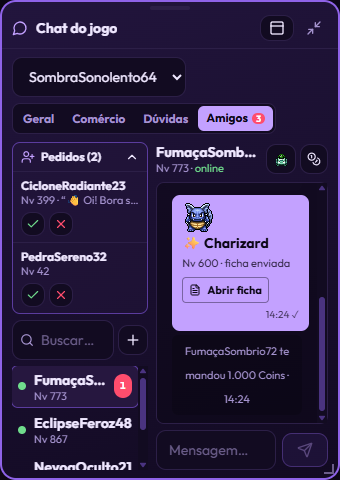 Chat do jogo
SombraSonolento64
Geral Comércio Dúvidas Amigos 3
Pedidos (2)
CicloneRadiante23
Nv 399 · “ 👋 Oi! Bora s...
PedraSereno32
Nv 42
Buscar...
FumaçaS...
Nv 773
1
EclipseFeroz48
Nv 867
NevoaOculto21
FumaçaSomb...
Nv 773 · online
✨ Charizard
Nv 600 · ficha enviada
Abrir ficha
14:24 ✓
FumaçaSombrio72 te
mandou 1.000 Coins ·
14:24
Mensagem...